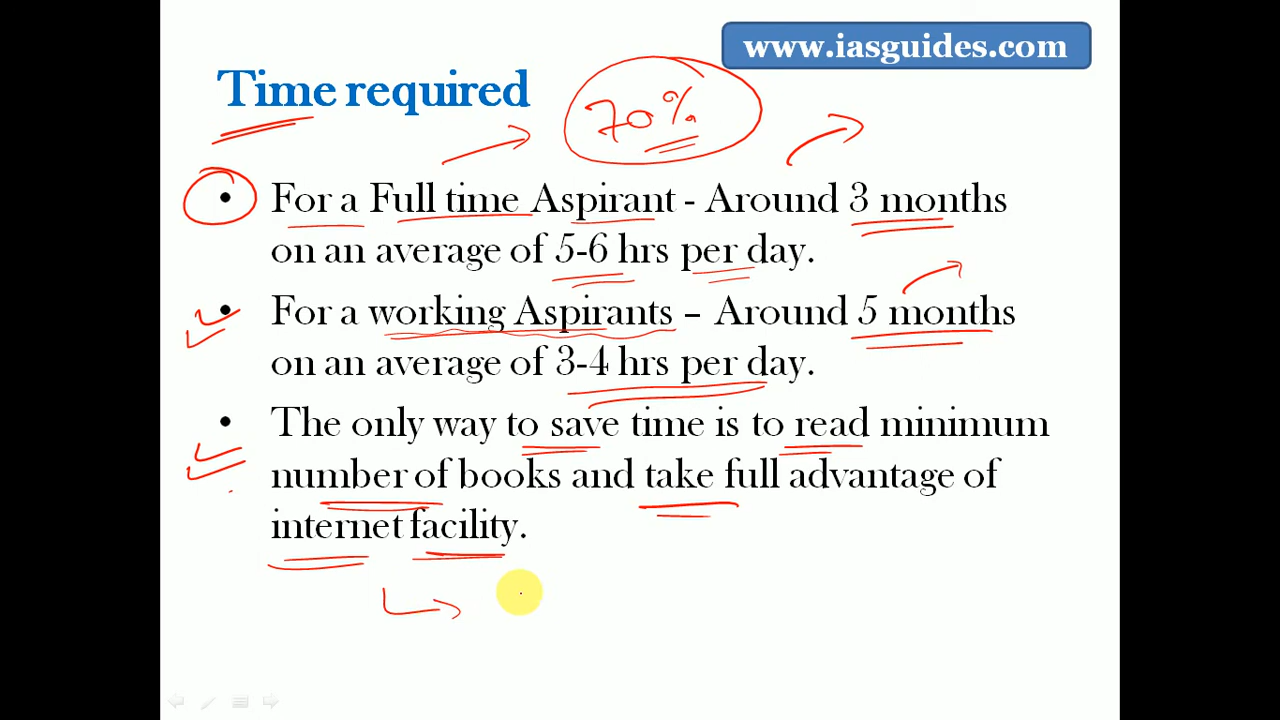 www.iasguides.com
Time required
70%
• For a Full time Aspirant - Around 3 months
on an average of 5-6 hrs per day.
• For a working Aspirants – Around 5 months
on an average of 3-4 hrs per day.
• The only way to save time is to read minimum
number of books and take full advantage of
internet facility.